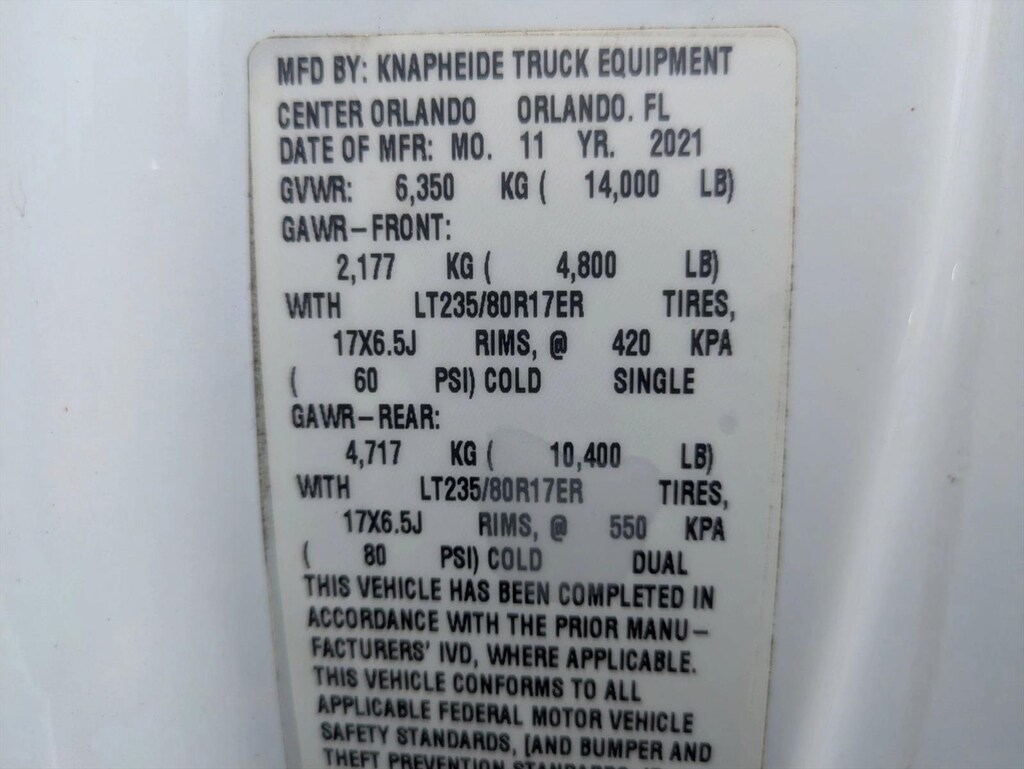 MFD BY: KNAPHEIDE TRUCK EQUIPMENT
CENTER ORLANDO ORLANDO. FL
DATE OF MFR: MO. 11 YR. 2021
GVWR: 6,350 KG ( 14,000 LB)
GAWR-FRONT:
2,177 KG ( 4,800 LB)
WITH LT235/80R17ER TIRES,
17X6.5J RIMS, @ 420 KPA
( 60 PSI) COLD SINGLE
GAWR-REAR:
4,717 KG ( 10,400 LB)
WITH LT235/80R17ER TIRES,
17X6.5J RIMS, @ 550 KPA
( 80 PSI) COLD DUAL
THIS VEHICLE HAS BEEN COMPLETED IN
ACCORDANCE WITH THE PRIOR MANU-
FACTURERS' IVD, WHERE APPLICABLE.
THIS VEHICLE CONFORMS TO ALL
APPLICABLE FEDERAL MOTOR VEHICLE
SAFETY STANDARDS, [AND BUMPER AND
THEFT PREVENTION